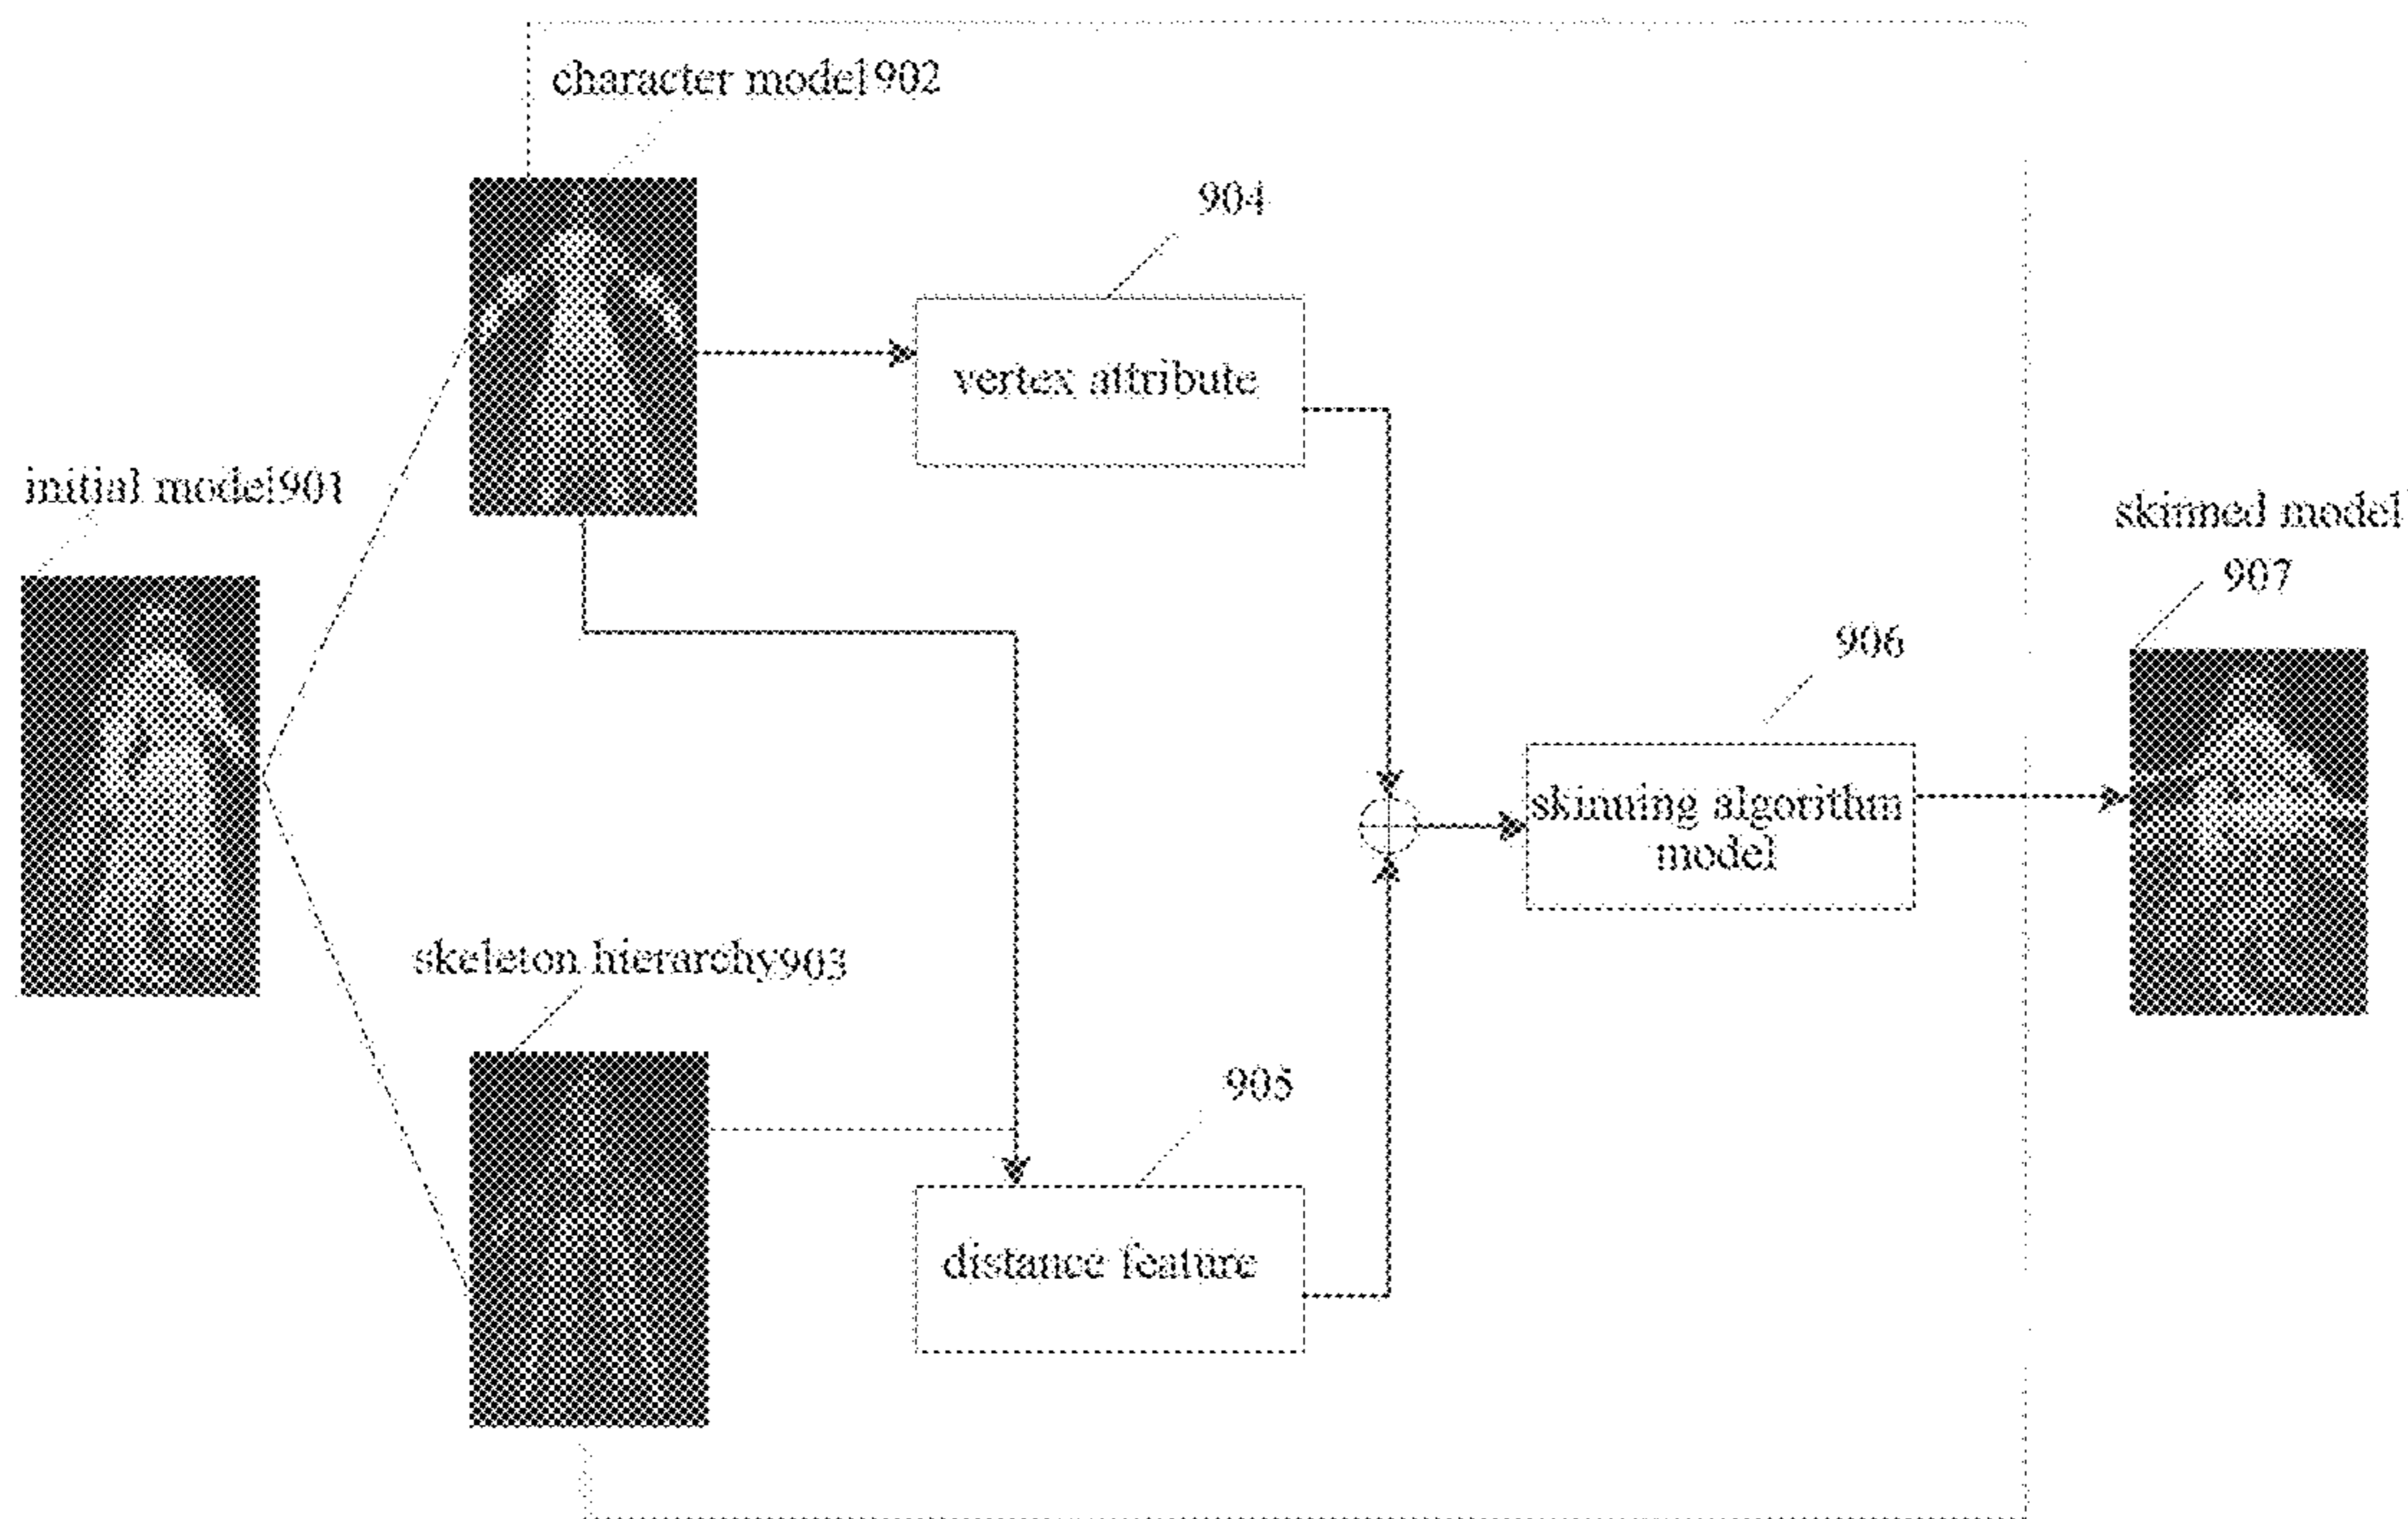 character model902
904
vertex attribute
initial model901
skinned model
907
906
skinning algorithm
model
skeleton hierarchy903
905
distance feature